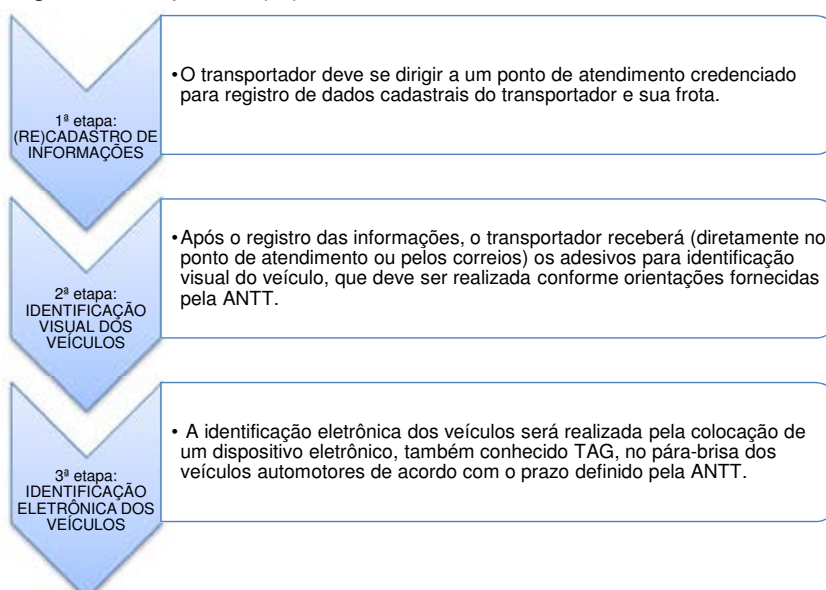 1ª etapa:
(RE)CADASTRO DE
INFORMAÇÕES
•O transportador deve se dirigir a um ponto de atendimento credenciado
para registro de dados cadastrais do transportador e sua frota.
2ª etapa:
IDENTIFICAÇÃO
VISUAL DOS
VEÍCULOS
•Após o registro das informações, o transportador receberá (diretamente no
ponto de atendimento ou pelos correios) os adesivos para identificação
visual do veículo, que deve ser realizada conforme orientações fornecidas
pela ANTT.
3ª etapa:
IDENTIFICAÇÃO
ELETRÔNICA DOS
VEÍCULOS
• A identificação eletrônica dos veículos será realizada pela colocação de
um dispositivo eletrônico, também conhecido TAG, no pára-brisa dos
veículos automotores de acordo com o prazo definido pela ANTT.